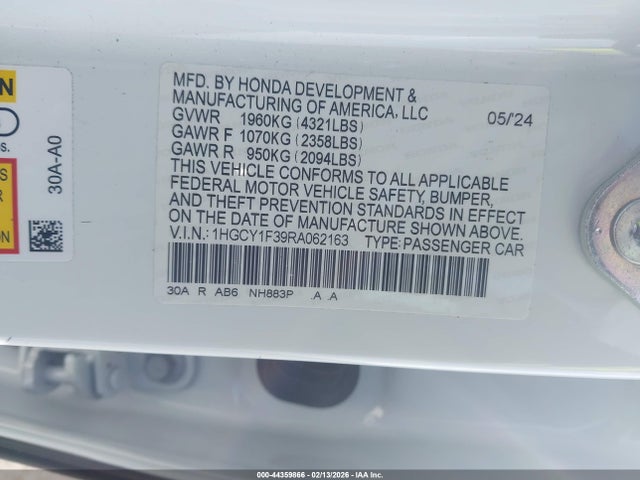 N
s.
30A-A0
MFD. BY HONDA DEVELOPMENT &
MANUFACTURING OF AMERICA, LLC
GVWR 1960KG (4321LBS) 05/24
GAWR F 1070KG (2358LBS)
GAWR R 950KG (2094LBS)
THIS VEHICLE CONFORMS TO ALL APPLICABLE
FEDERAL MOTOR VEHICLE SAFETY, BUMPER,
AND THEFT PREVENTION STANDARDS IN EFFECT
ON THE DATE OF MANUFACTURE SHOWN ABOVE.
V.I.N.: 1HGCY1F39RA062163 TYPE: PASSENGER CAR
30A R AB6 NH883P .A .A
000-44359866 - 02/13/2026 - IAA Inc.